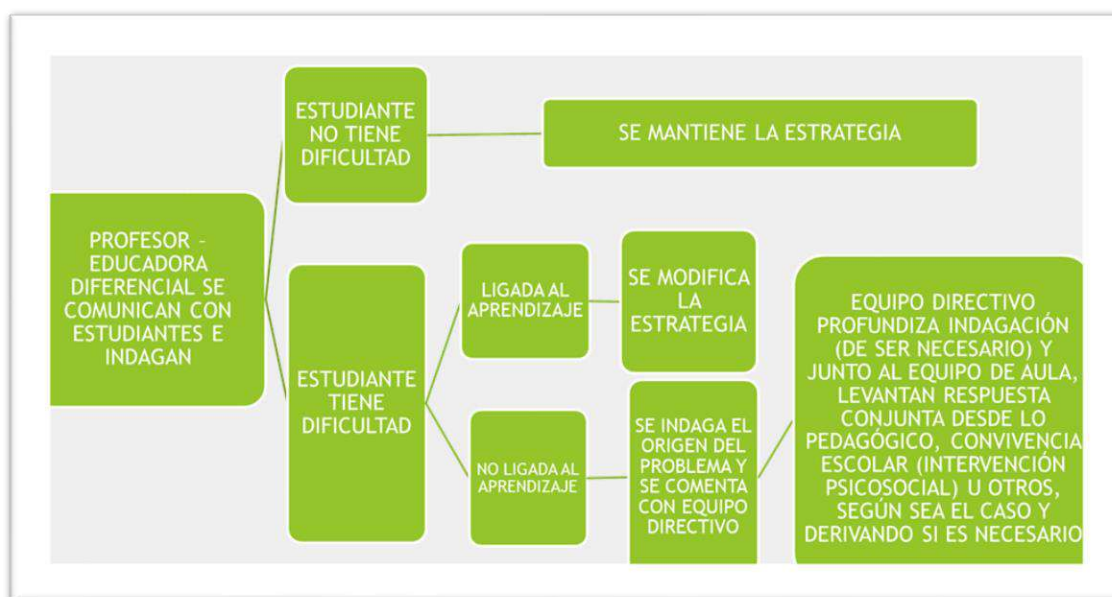 ESTUDIANTE
NO TIENE
DIFICULTAD
SE MANTIENE LA ESTRATEGIA
PROFESOR –
EDUCADORA
DIFERENCIAL SE
COMUNICAN CON
ESTUDIANTES E
INDAGAN
ESTUDIANTE
TIENE
DIFICULTAD
LIGADA AL
APRENDIZAJE
SE MODIFICA
LA
ESTRATEGIA
NO LIGADA AL
APRENDIZAJE
SE INDAGA EL
ORIGEN DEL
PROBLEMA Y
SE COMENTA
CON EQUIPO
DIRECTIVO
EQUIPO DIRECTIVO
PROFUNDIZA INDAGACIÓN
(DE SER NECESARIO) Y
JUNTO AL EQUIPO DE AULA,
LEVANTAN RESPUESTA
CONJUNTA DESDE LO
PEDAGÓGICO, CONVIVENCIA
ESCOLAR (INTERVENCIÓN
PSICOSOCIAL) U OTROS,
SEGÚN SEA EL CASO Y
DERIVANDO SI ES NECESARIO